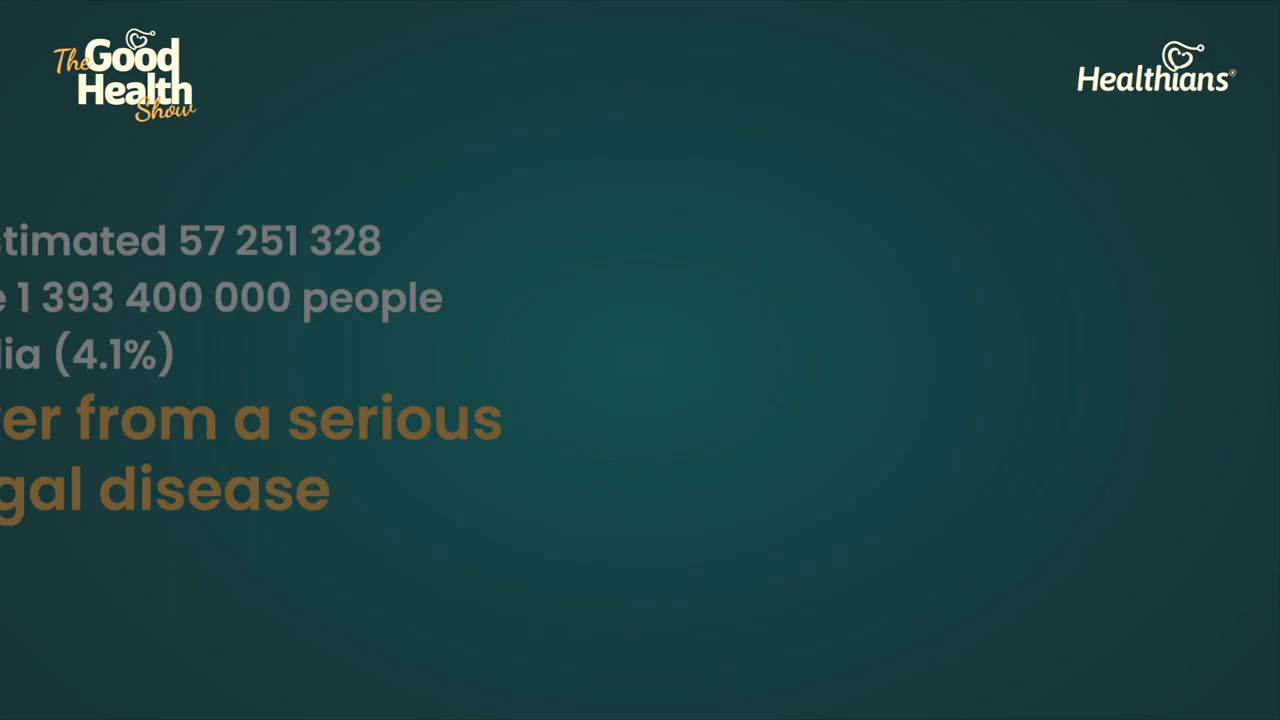 The Good
Health
Show
Healthians®
stimated 57 251 328
e 1 393 400 000 people
dia (4.1%)
er from a serious
gal disease